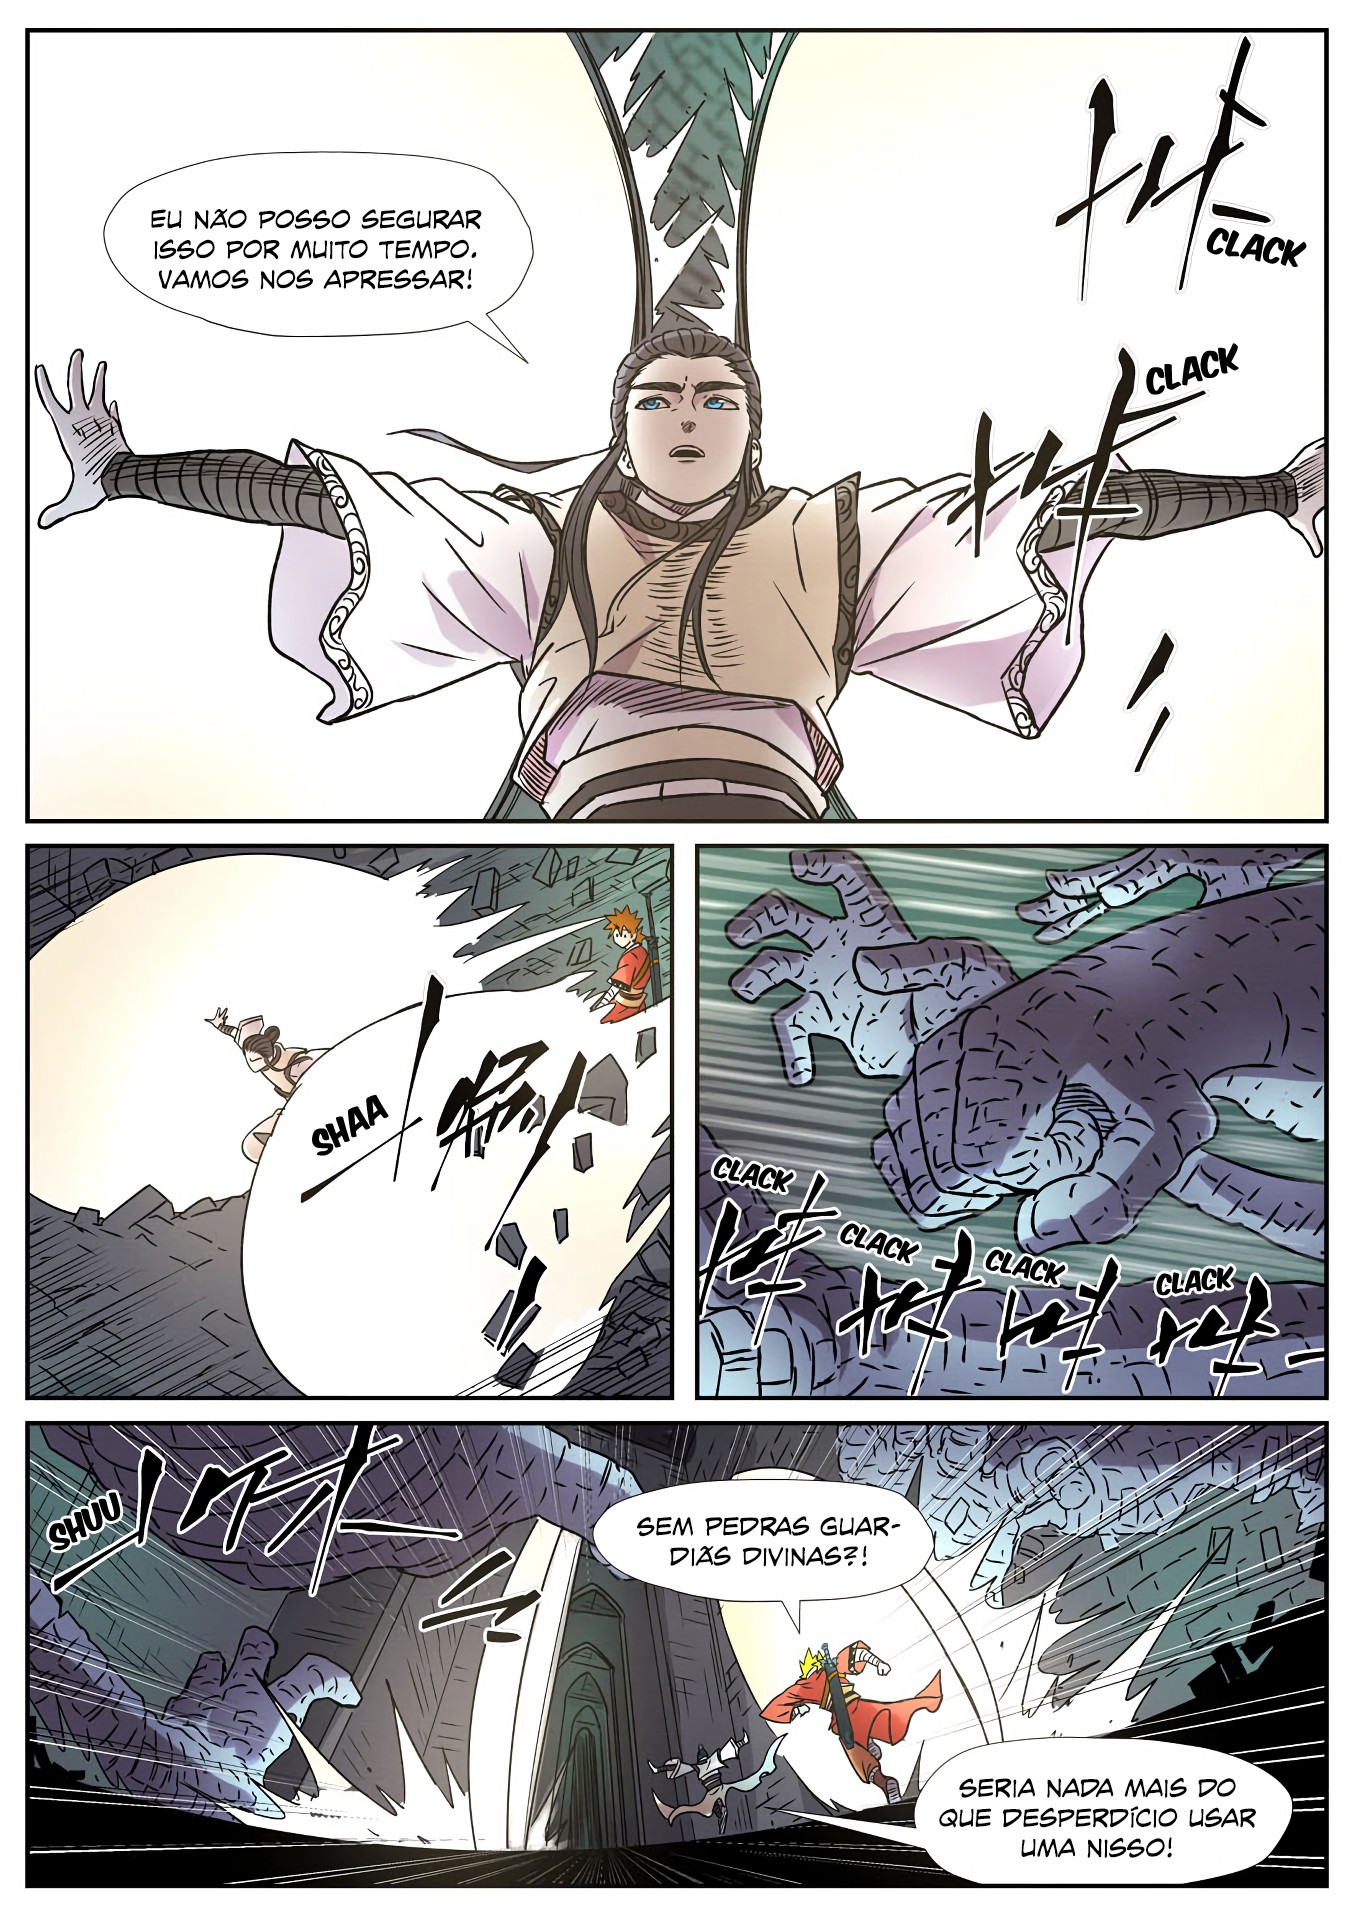 EU NÃO POSSO SEGURAR
ISSO POR MUITO TEMPO.
VAMOS NOS APRESSAR!
CLACK
CLACK
SHAA
CLACK
CLACK
CLACK
CLACK
SHUU
SEM PEDRAS GUAR-
DIÃS DIVINAS?!
SERIA NADA MAIS DO
QUE DESPERDÍCIO USAR
UMA NISSO!